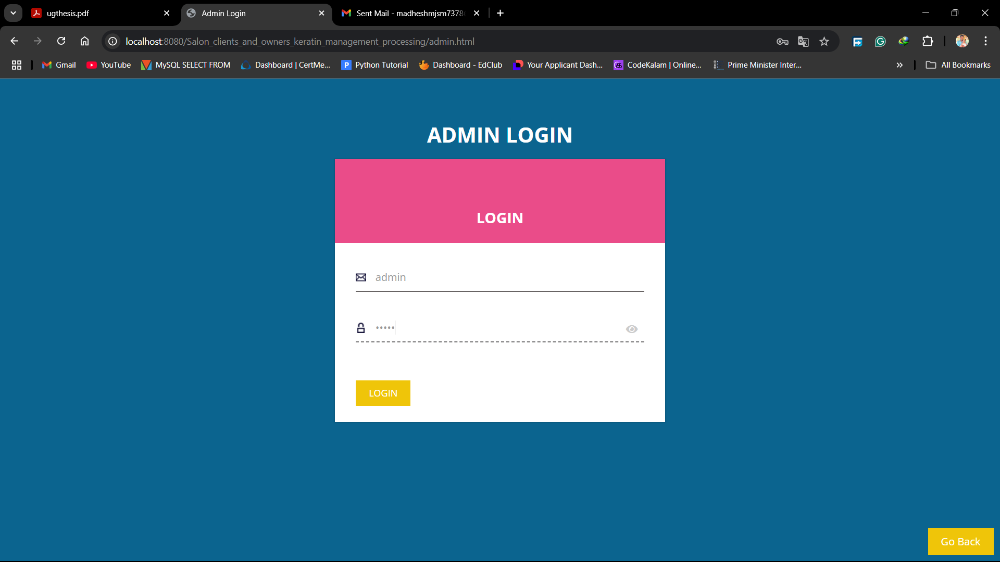 ugthesis.pdf
Admin Login
Sent Mail - madheshmjsm7378
localhost:8080/Salon_clients_and_owners_keratin_management_processing/admin.html
Gmail
YouTube
MySQL SELECT FROM
Dashboard | CertMe...
Python Tutorial
Dashboard - EdClub
Your Applicant Dash...
CodeKalam | Online...
Prime Minister Inter...
All Bookmarks
ADMIN LOGIN
LOGIN
admin
•••••
LOGIN
Go Back